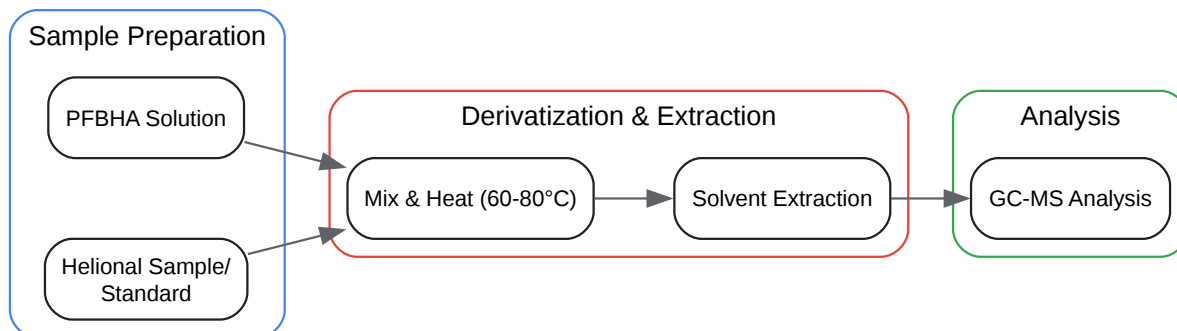 Sample Preparation
PFBHA Solution
Helional Sample/
Standard
Derivatization & Extraction
Mix & Heat (60-80°C)
Solvent Extraction
Analysis
GC-MS Analysis